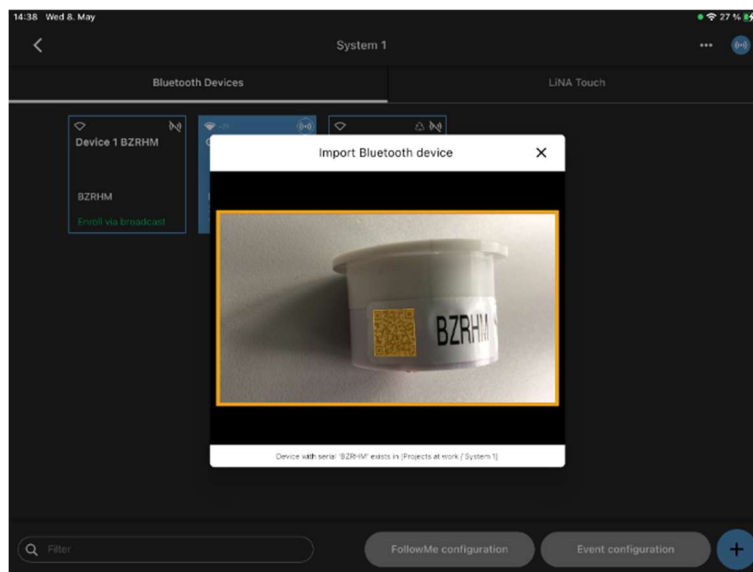 14:38 Wed 8. May
27 %
System 1
Bluetooth Devices
LiNA Touch
Device 1 BZRHM
BZRHM
Enroll via broadcast
Import Bluetooth device
BZRHM
Device with serial 'BZRHM' exists in [Projects at work / System 1]
Filter
FollowMe configuration
Event configuration